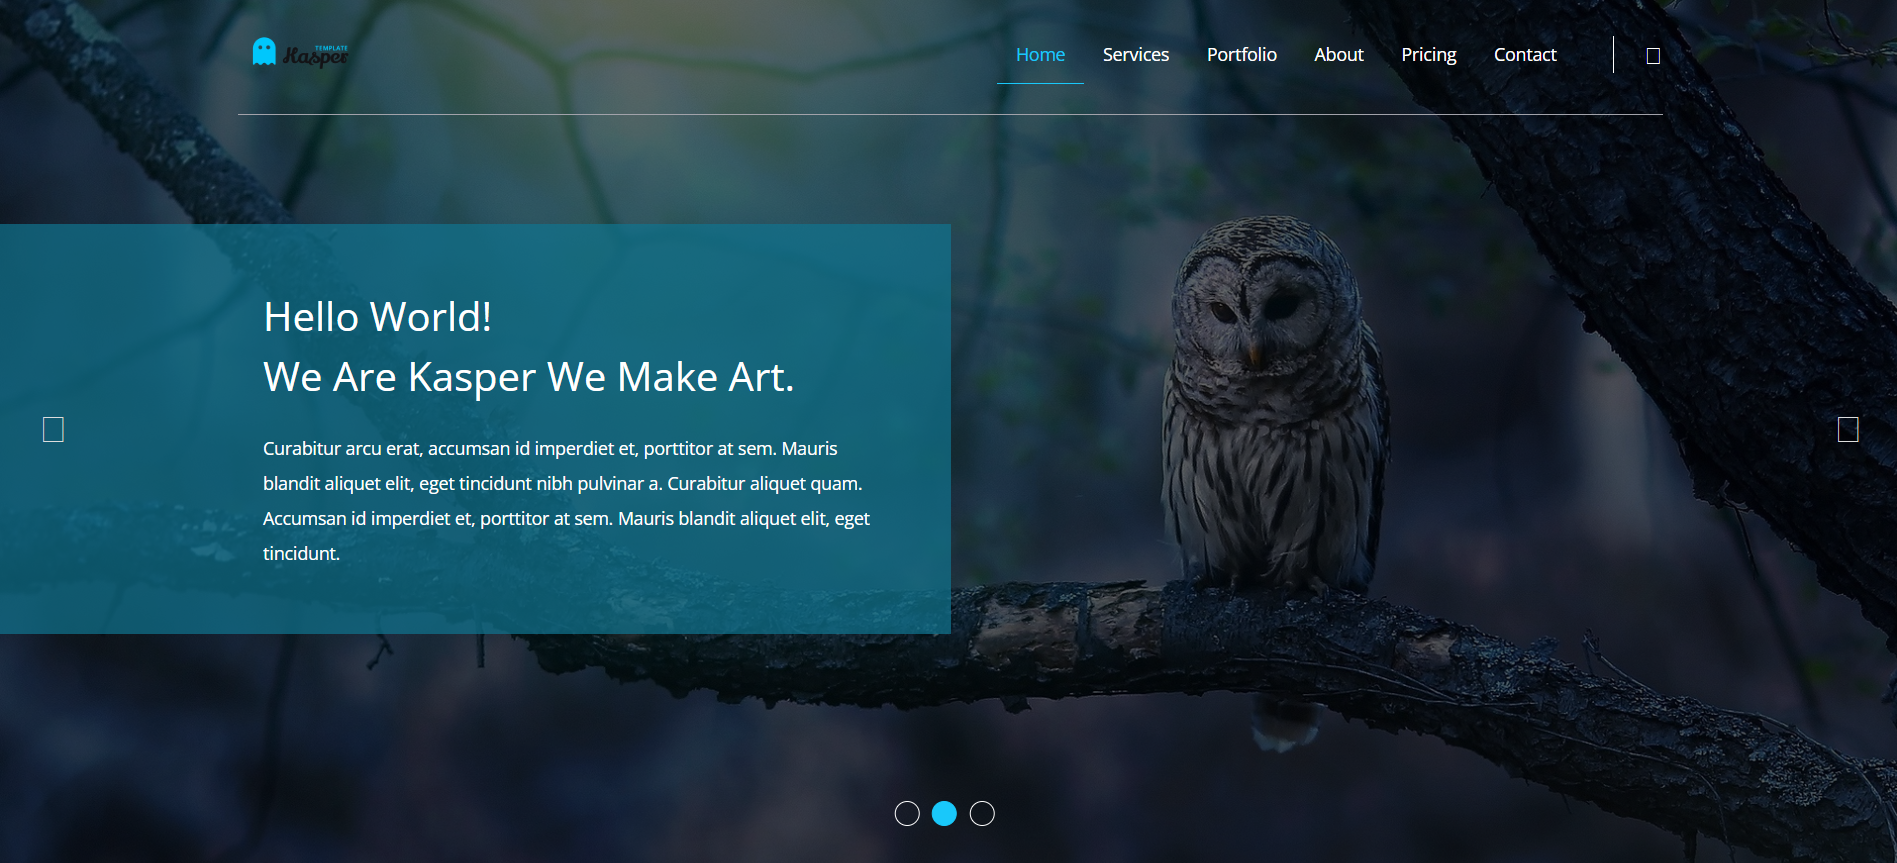 TEMPLATE
Kasper
Home Services Portfolio About Pricing Contact
Hello World!
We Are Kasper We Make Art.
Curabitur arcu erat, accumsan id imperdiet et, porttitor at sem. Mauris
blandit aliquet elit, eget tincidunt nibh pulvinar a. Curabitur aliquet quam.
Accumsan id imperdiet et, porttitor at sem. Mauris blandit aliquet elit, eget
tincidunt.